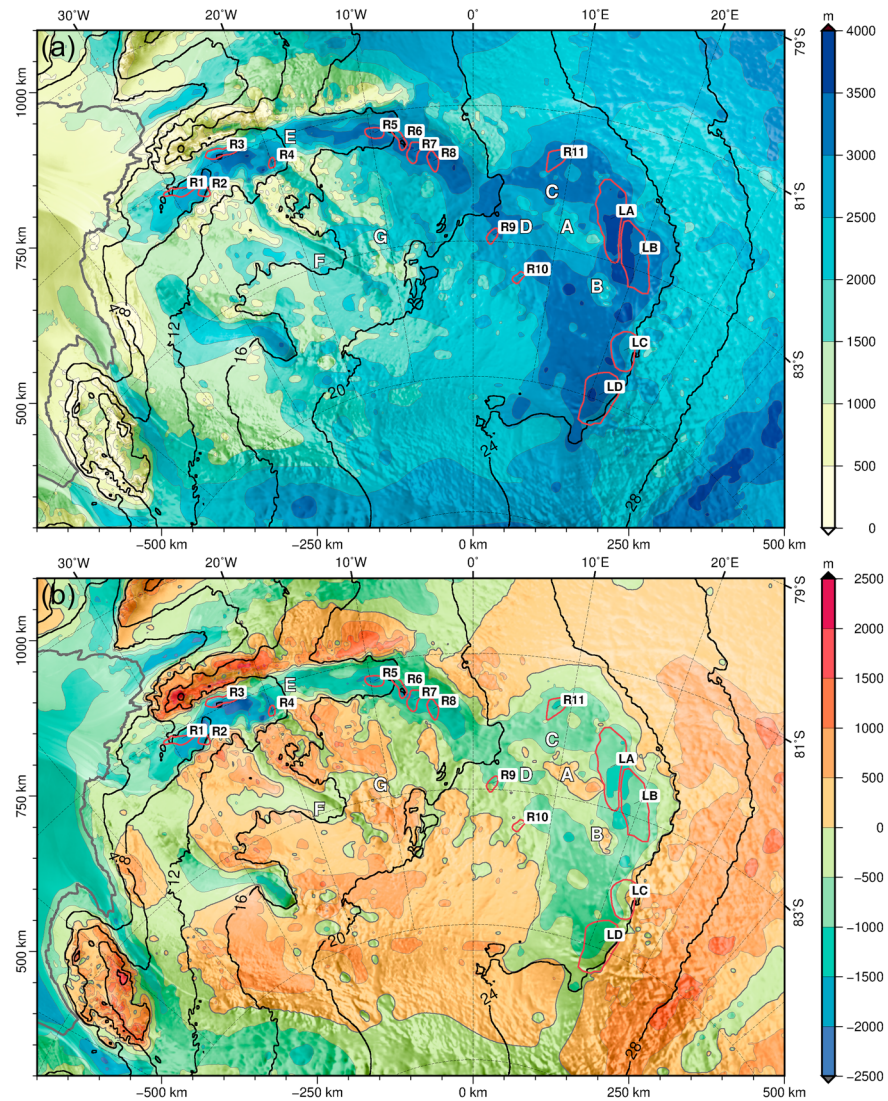 30°W 20°W 10°W 0° 10°E 20°E m
(a) 79°S 4000
1000 km 3500
E R5 R6
R3 R4 R7 R8 R11 3000
R1 R2 C 81°S
LA 2500
G R9 D A LB
750 km F 2000
R10 B
48 12 1500
16 LC 83°S
20 LD 1000
500 km
24 500
28
0
−500 km −250 km 0 km 10°E 250 km 500 km
30°W 20°W 10°W 0° 10°E 20°E m
(b) 79°S 2500
1000 km 2000
E R5 R6 1500
R3 R4 R7 R8 R11 1000
R1 R2 C 81°S
LA 500
G R9 D A LB
750 km F 0
R10 B
48 12 −500
16 LC 83°S
20 LD −1000
500 km
24 −1500
28 −2000
−2500
−500 km −250 km 0 km 250 km 500 km